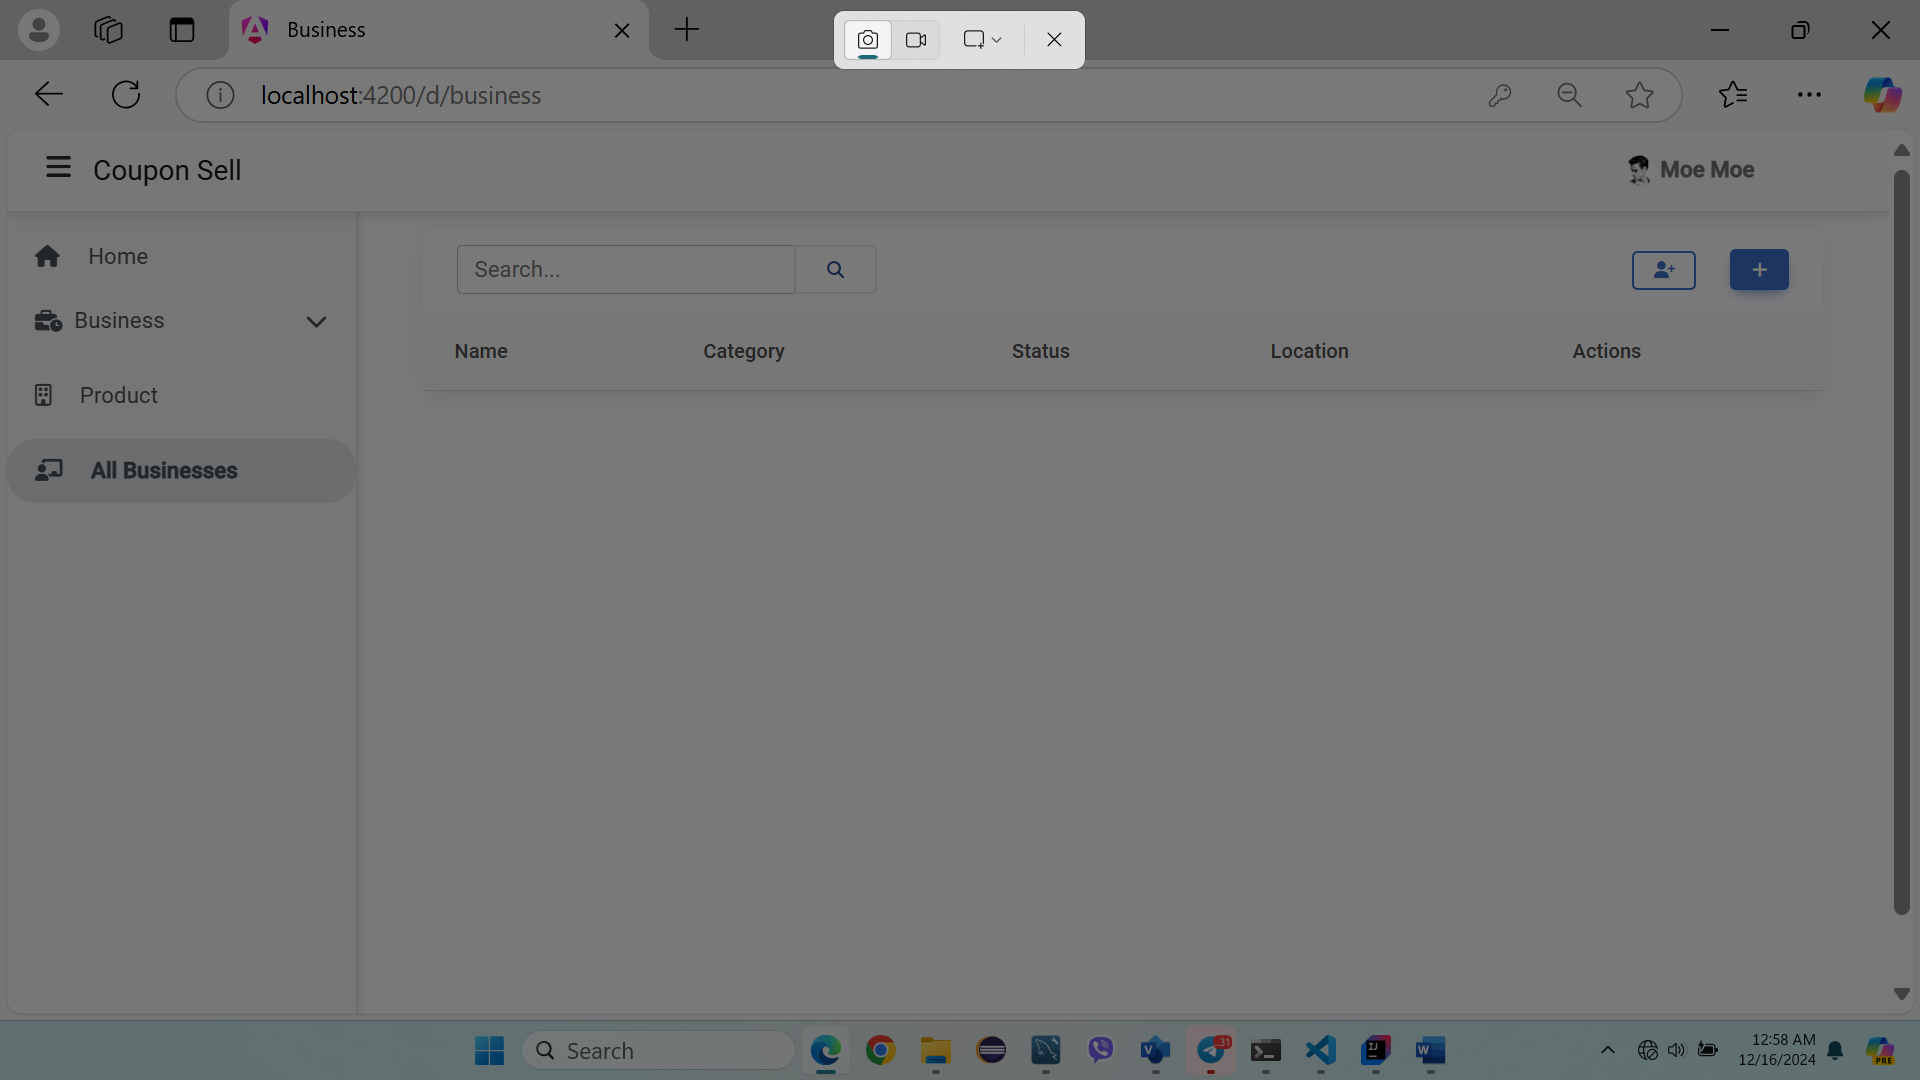 Business
localhost:4200/d/business
Coupon Sell
Moe Moe
Home
Search...
Business
Name Category Status Location Actions
Product
All Businesses
Search
.31
12:58 AM
12/16/2024
PRE